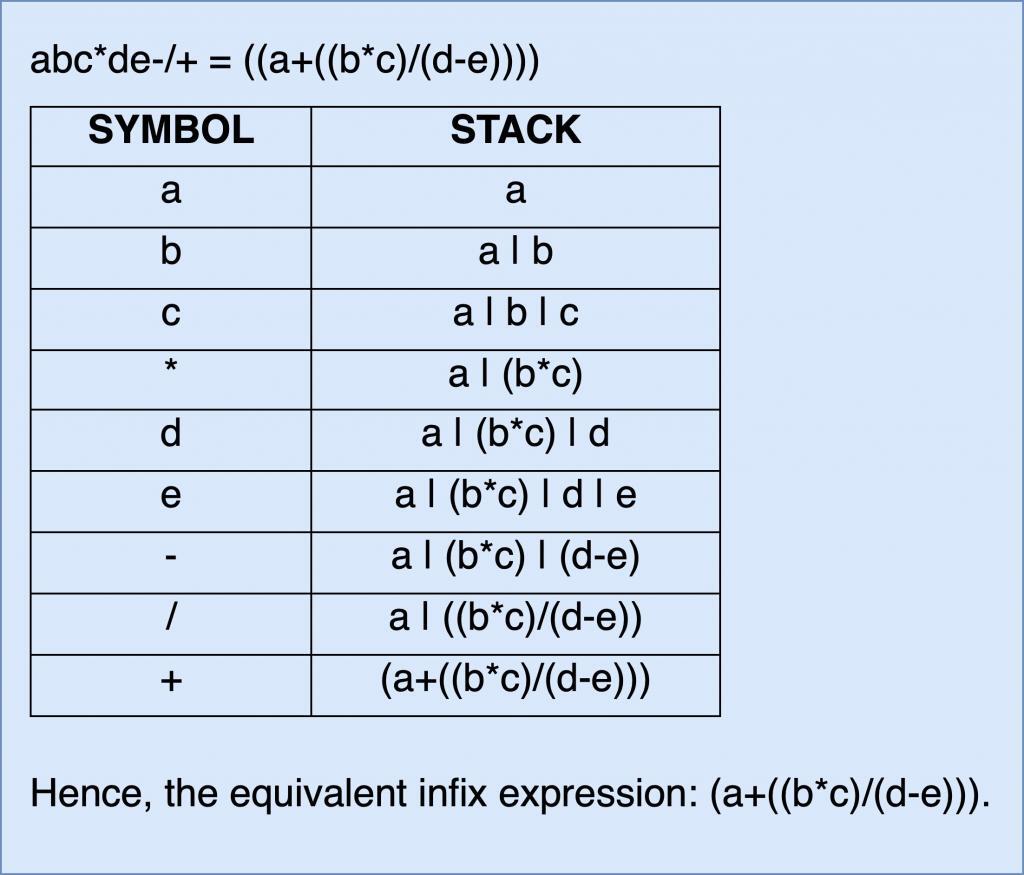 abc*de-/+ = ((a+((b*c)/(d-e))))
SYMBOL STACK
a a
b a | b
c a | b | c
* a | (b*c)
d a | (b*c) | d
e a | (b*c) | d | e
- a | (b*c) | (d-e)
/ a | ((b*c)/(d-e))
+ (a+((b*c)/(d-e)))
Hence, the equivalent infix expression: (a+((b*c)/(d-e))).